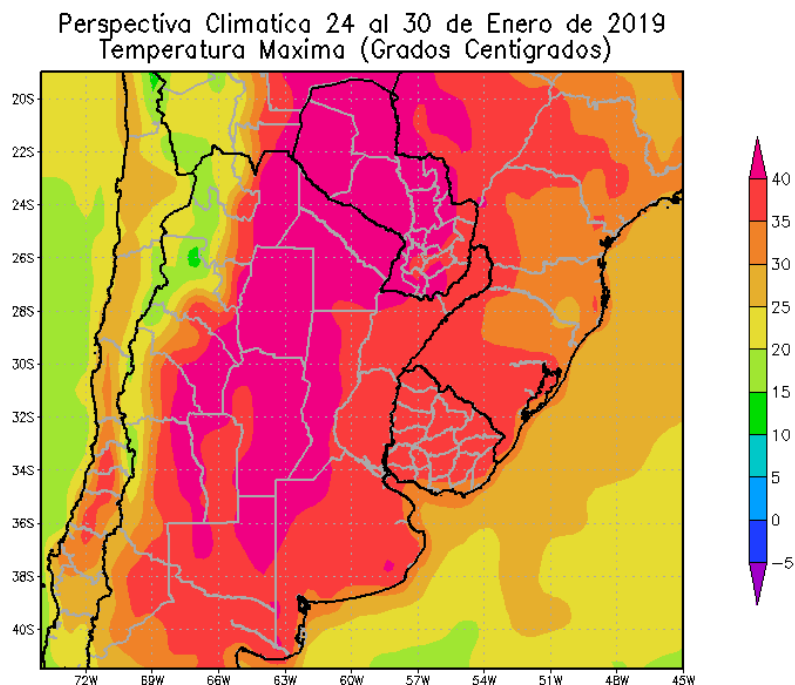 Perspectiva Climatica 24 al 30 de Enero de 2019
Temperatura Maxima (Grados Centigrados)
20S
22S
24S
26S
28S
30S
32S
34S
36S
38S
40S
72W 69W 66W 63W 60W 57W 54W 51W 48W 45W
40
35
30
25
20
15
10
5
0
-5